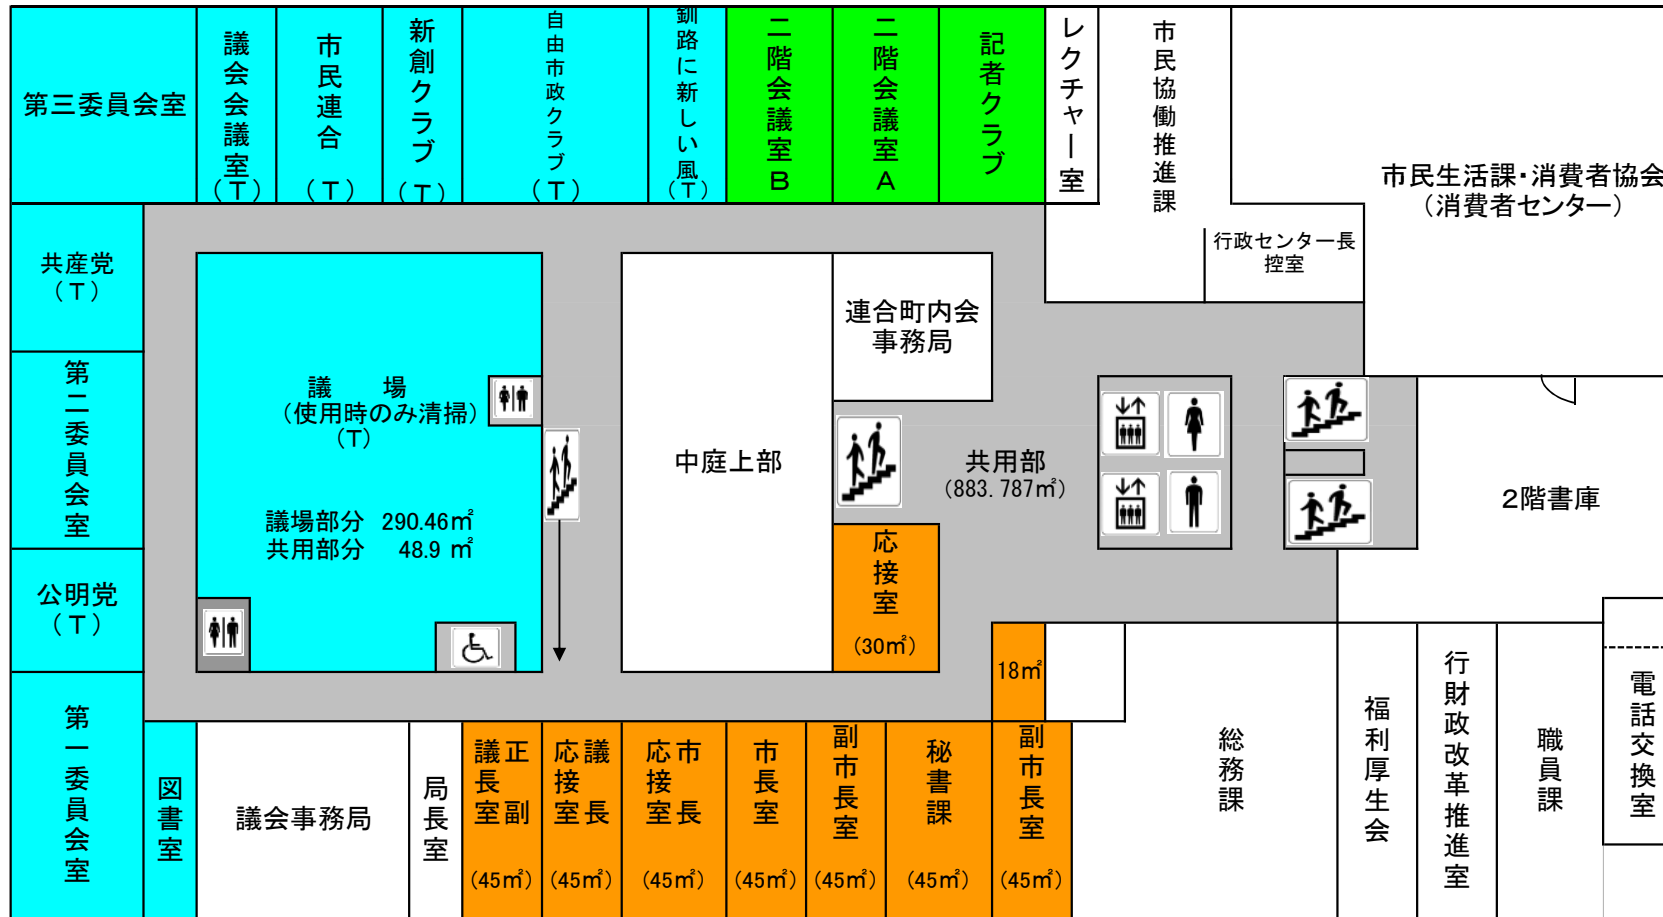 第三委員会室
議会会議室(T)
市民連合(T)
新創クラブ(T)
自由市政クラブ(T)
釧路に新しい風(T)
二階会議室B
二階会議室A
記者クラブ
レクチャー室
市民協働推進課
市民生活課・消費者協会
(消費者センター)
行政センター長
控室
共産党
(T)
第二委員会室
公明党
(T)
第一委員会室
議　場
(使用時のみ清掃)
(T)
議場部分 290.46㎡
共用部分 48.9 ㎡
中庭上部
連合町内会
事務局
共用部
(883.787㎡)
応接室
(30㎡)
18㎡
2階書庫
図書室
議会事務局
局長室
正副
議長室
(45㎡)
議長
応接室
(45㎡)
市長
応接室
(45㎡)
市長室
(45㎡)
副市長室
(45㎡)
秘書課
(45㎡)
副市長室
(45㎡)
総務課
福利厚生会
行財政改革推進室
職員課
電話交換室